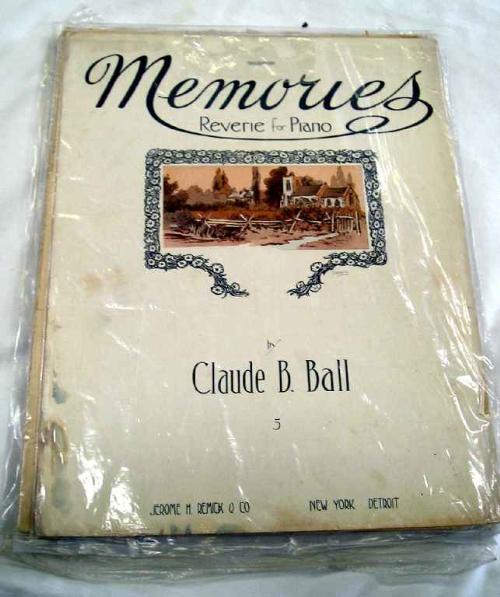 Memories
Reverie for Piano
by
Claude B. Ball
5
JEROME H. REMICK & CO NEW YORK DETROIT